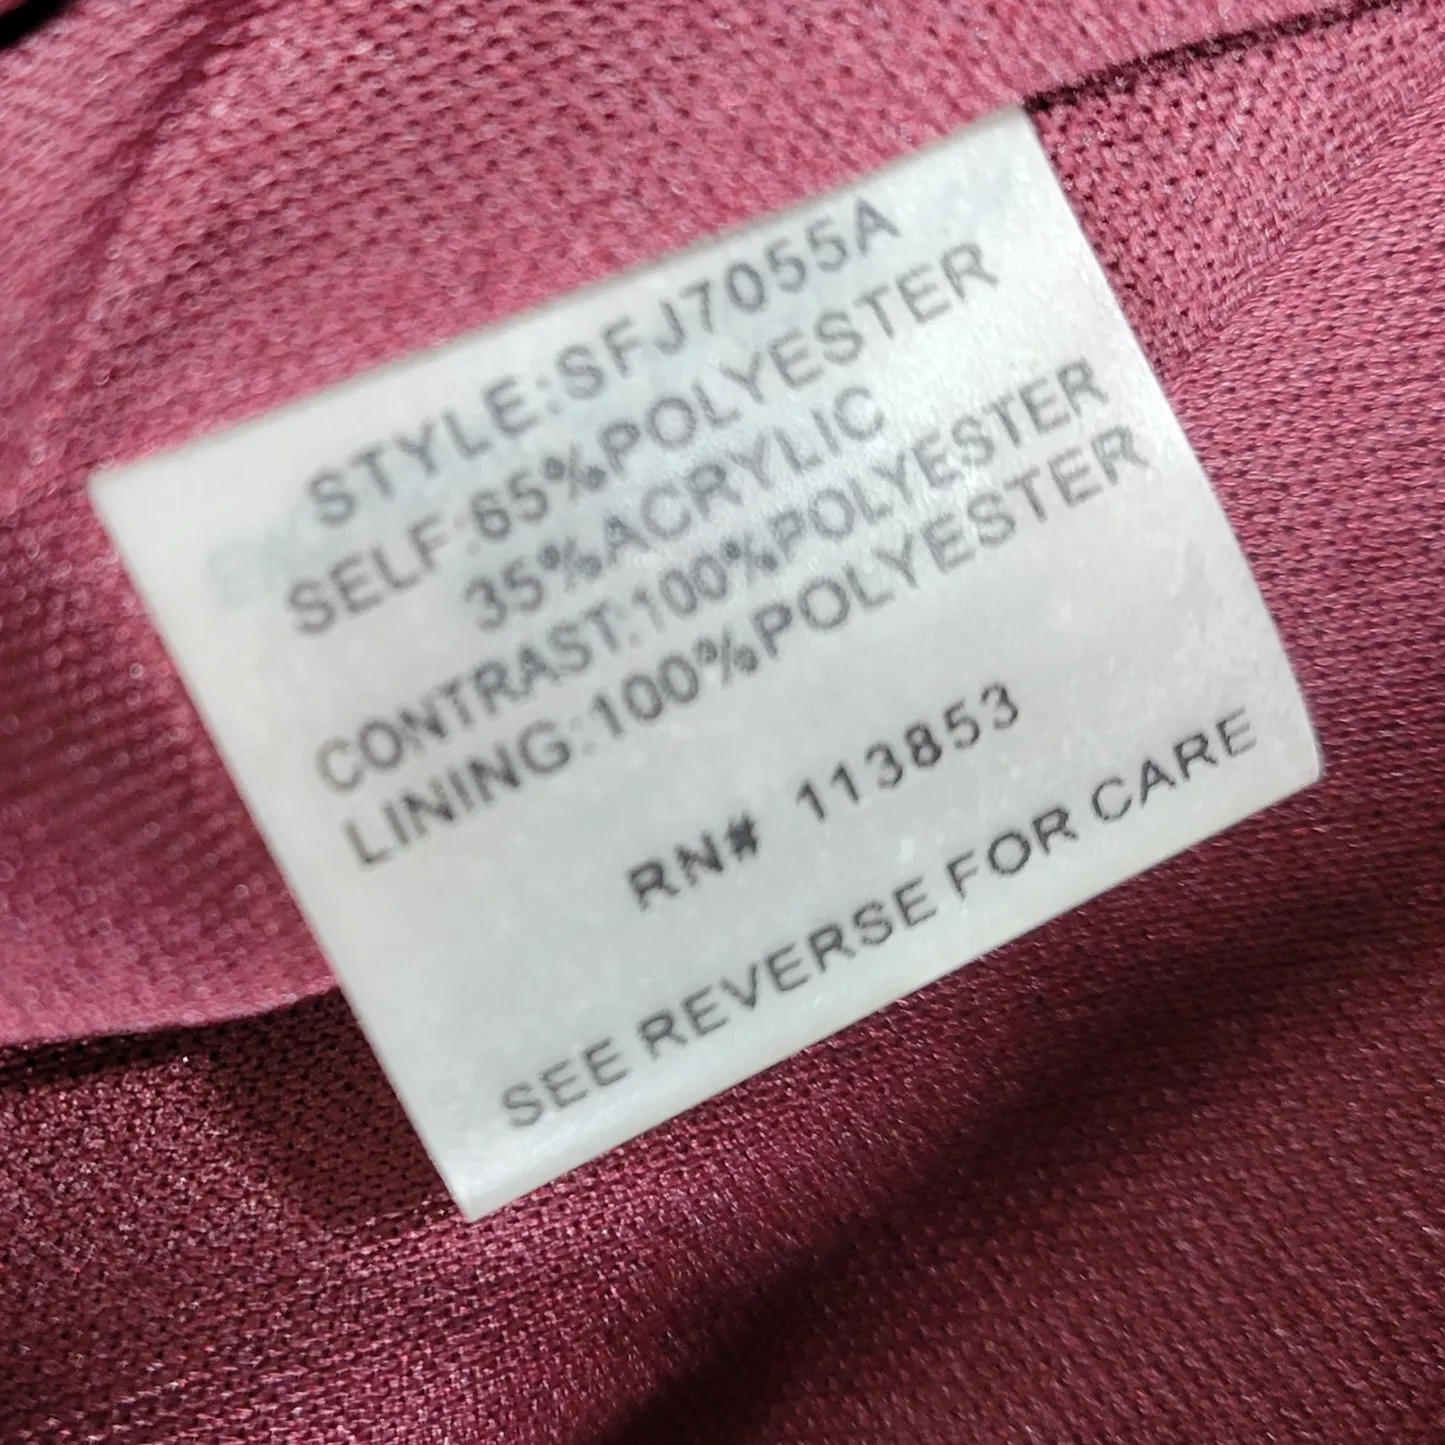 STYLE:SFJ7055A
SELF:65%POLYESTER
35%ACRYLIC
CONTRAST:100%POLYESTER
LINING:100%POLYESTER
RN# 113853
SEE REVERSE FOR CARE